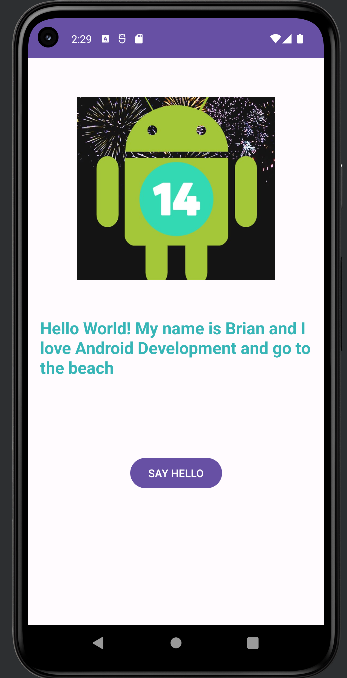 2:29
14
Hello World! My name is Brian and I
love Android Development and go to
the beach
SAY HELLO